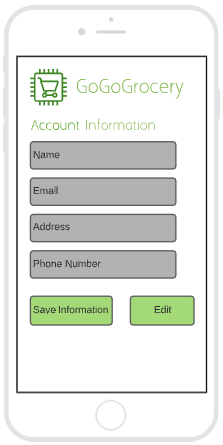 GoGoGrocery
Account Information
Name
Email
Address
Phone Number
Save Information
Edit